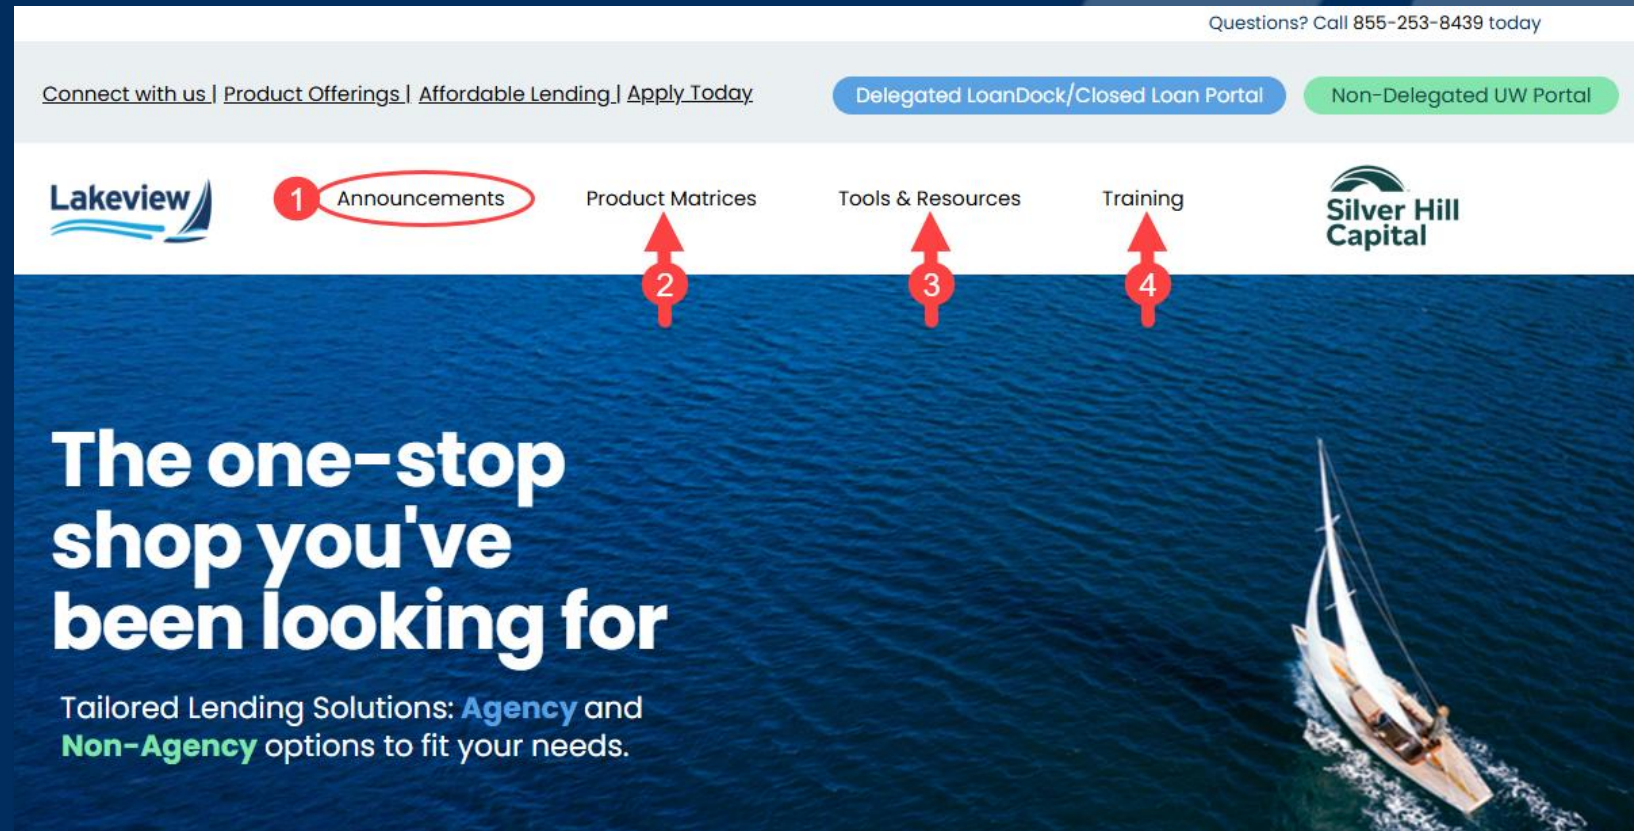 Questions? Call 855-253-8439 today
Connect with us | Product Offerings | Affordable Lending | Apply Today
Delegated LoanDock/Closed Loan Portal
Non-Delegated UW Portal
Lakeview
1
Announcements
Product Matrices
Tools & Resources
Training
Silver Hill
Capital
2
3
4
The one-stop
shop you've
been looking for
Tailored Lending Solutions: Agency and
Non-Agency options to fit your needs.